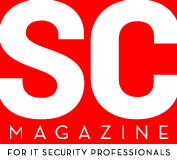 SC
MAGAZINE
FOR IT SECURITY PROFESSIONALS